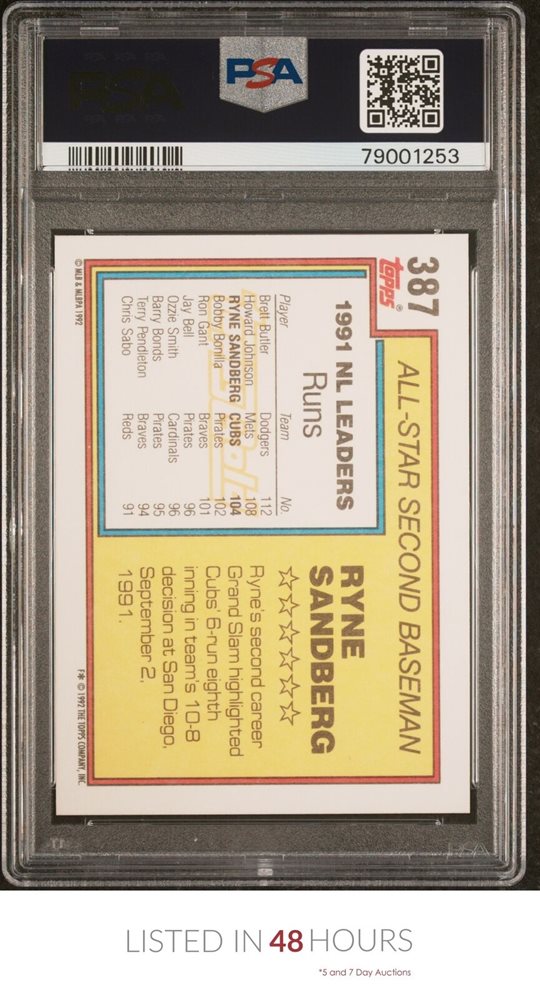 PSA
PSA
79001253
387
Topps®
ALL-STAR SECOND BASEMAN
1991 NL LEADERS
Runs
Player Team No.
Brett Butler Dodgers 112
Howard Johnson Mets 108
RYNE SANDBERG CUBS 104
Bobby Bonilla Pirates 102
Ron Gant Braves 101
Jay Bell Pirates 96
Ozzie Smith Cardinals 96
Barry Bonds Pirates 95
Terry Pendleton Braves 94
Chris Sabo Reds 91
RYNE
SANDBERG
Ryne's second career
Grand Slam highlighted
Cubs' 6-run eighth
inning in team's 10-8
decision at San Diego,
September 2,
1991.
© MLB & MLBPA 1992
F* © 1992 THE TOPPS COMPANY, INC.
PSA
LISTED IN 48 HOURS
*5 and 7 Day Auctions